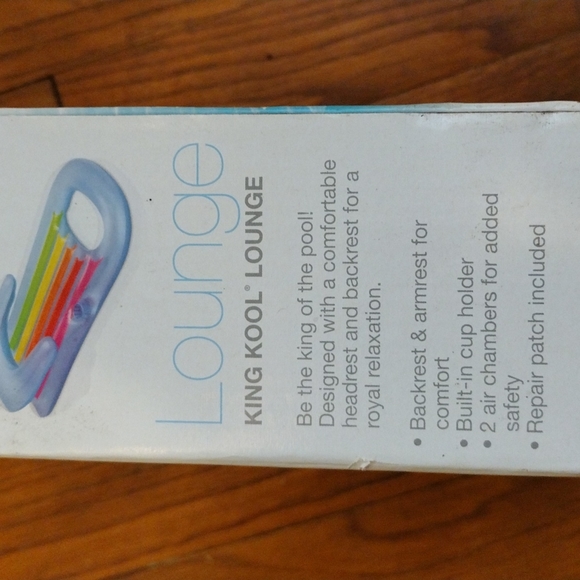 Lounge
KING KOOL® LOUNGE
Be the king of the pool!
Designed with a comfortable
headrest and backrest for a
royal relaxation.
• Backrest & armrest for
comfort
• Built-in cup holder
• 2 air chambers for added
safety
• Repair patch included